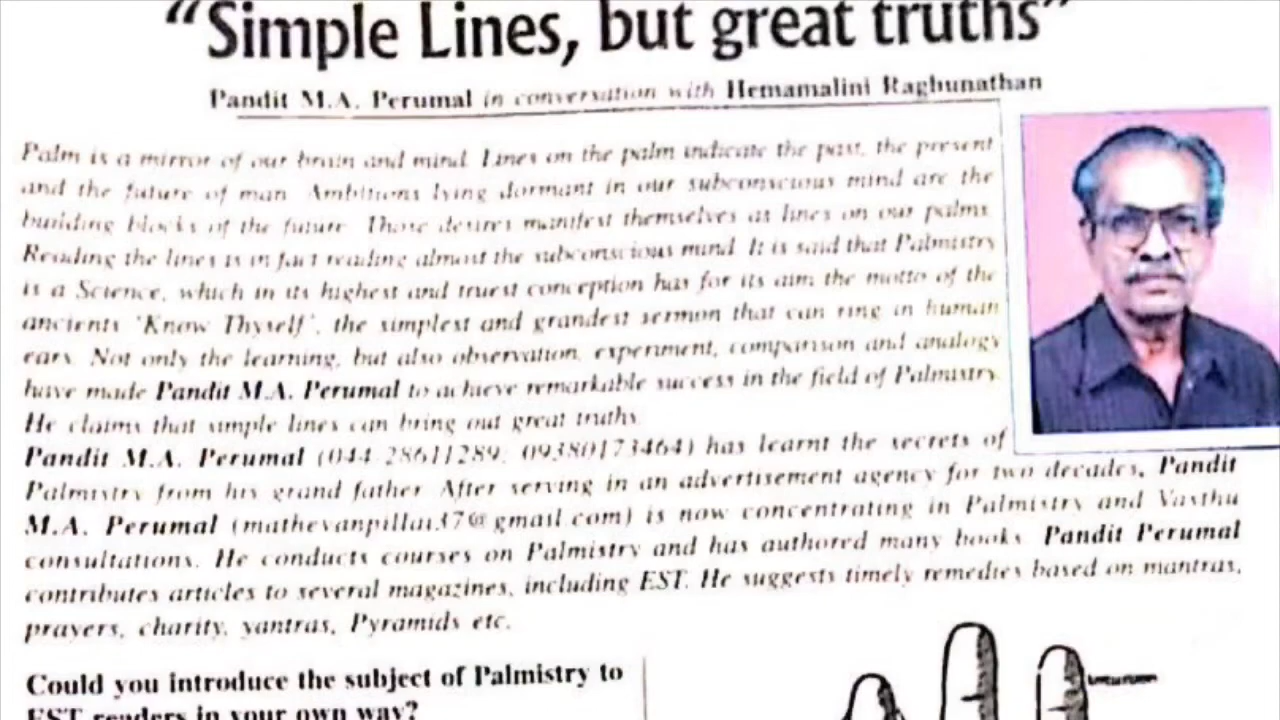 “Simple Lines, but great truths”
Pandit M.A. Perumal in conversation with Hemamalini Raghunathan
Palm is a mirror of our brain and mind. Lines on the palm indicate the past, the present
and the future of man. Ambitions lying dormant in our subconscious mind are the
building blocks of the future. Those desires manifest themselves as lines on our palms.
Reading the lines is in fact reading almost the subconscious mind. It is said that Palmistry
is a Science, which in its highest and truest conception has for its aim the motto of the
ancients 'Know Thyself', the simplest and grandest sermon that can ring in human
ears. Not only the learning, but also observation, experiment, comparison and analogy
have made Pandit M.A. Perumal to achieve remarkable success in the field of Palmistry.
He claims that simple lines can bring out great truths.
Pandit M.A. Perumal (044-28611289; 09380173464) has learnt the secrets of
Palmistry from his grand father. After serving in an advertisement agency for two decades, Pandit
M.A. Perumal (mathevanpillai37@gmail.com) is now concentrating in Palmistry and Vasthu
consultations. He conducts courses on Palmistry and has authored many books. Pandit Perumal
contributes articles to several magazines, including EST. He suggests timely remedies based on mantras,
prayers, charity, yantras, Pyramids etc.
Could you introduce the subject of Palmistry to
EST readers in your own way?